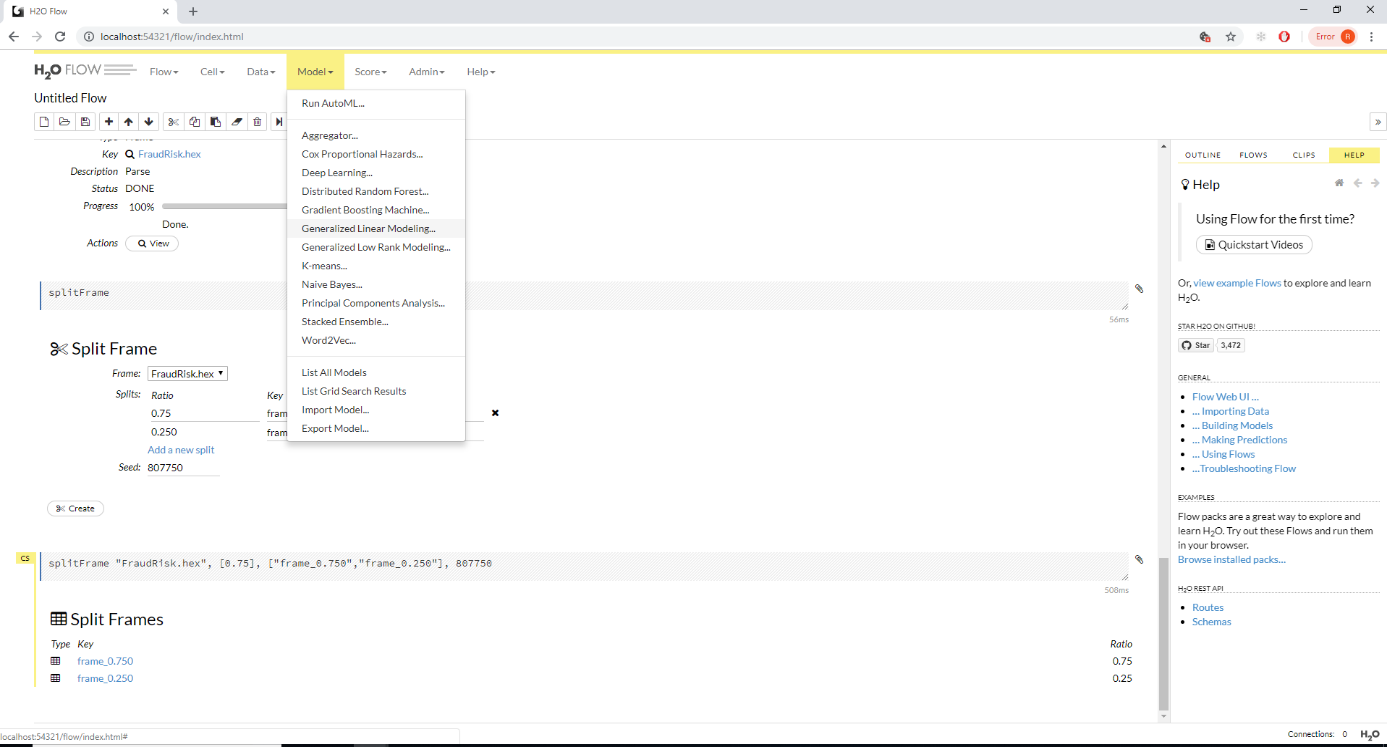 H2O Flow
localhost:54321/flow/index.html
Error R
H2O FLOW Flow Cell Data Model Score Admin Help
Untitled Flow
Run AutoML...
Aggregator...
Cox Proportional Hazards...
Deep Learning...
Distributed Random Forest...
Gradient Boosting Machine...
Generalized Linear Modeling...
Generalized Low Rank Modeling...
K-means...
Naive Bayes...
Principal Components Analysis...
Stacked Ensemble...
Word2Vec...
List All Models
List Grid Search Results
Import Model...
Export Model...
Key FraudRisk.hex
Description Parse
Status DONE
Progress 100%
Done.
Actions View
splitFrame
56ms
Split Frame
Frame: FraudRisk.hex
Splits: Ratio Key
0.75 fram
0.250 fram
Add a new split
Seed: 807750
Create
CS
splitFrame "FraudRisk.hex", [0.75], ["frame_0.750","frame_0.250"], 807750
508ms
Split Frames
Type Key Ratio
frame_0.750 0.75
frame_0.250 0.25
OUTLINE FLOWS CLIPS HELP
Help
Using Flow for the first time?
Quickstart Videos
Or, view example Flows to explore and learn
H2O.
STAR H2O ON GITHUB!
Star 3,472
GENERAL
Flow Web UI ...
... Importing Data
... Building Models
... Making Predictions
... Using Flows
...Troubleshooting Flow
EXAMPLES
Flow packs are a great way to explore and
learn H2O. Try out these Flows and run them
in your browser.
Browse installed packs...
H2O REST API
Routes
Schemas
localhost:54321/flow/index.html#
Connections: 0 H2O